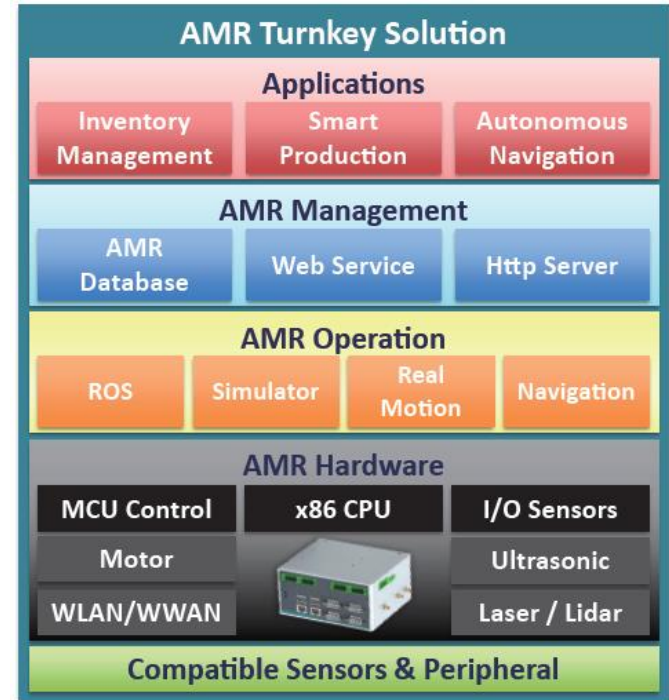 AMR Turnkey Solution
Applications
Inventory
Management
Smart
Production
Autonomous
Navigation
AMR Management
AMR
Database
Web Service
Http Server
AMR Operation
ROS
Simulator
Real
Motion
Navigation
AMR Hardware
MCU Control
x86 CPU
I/O Sensors
Motor
Ultrasonic
WLAN/WWAN
Laser / Lidar
Compatible Sensors & Peripheral